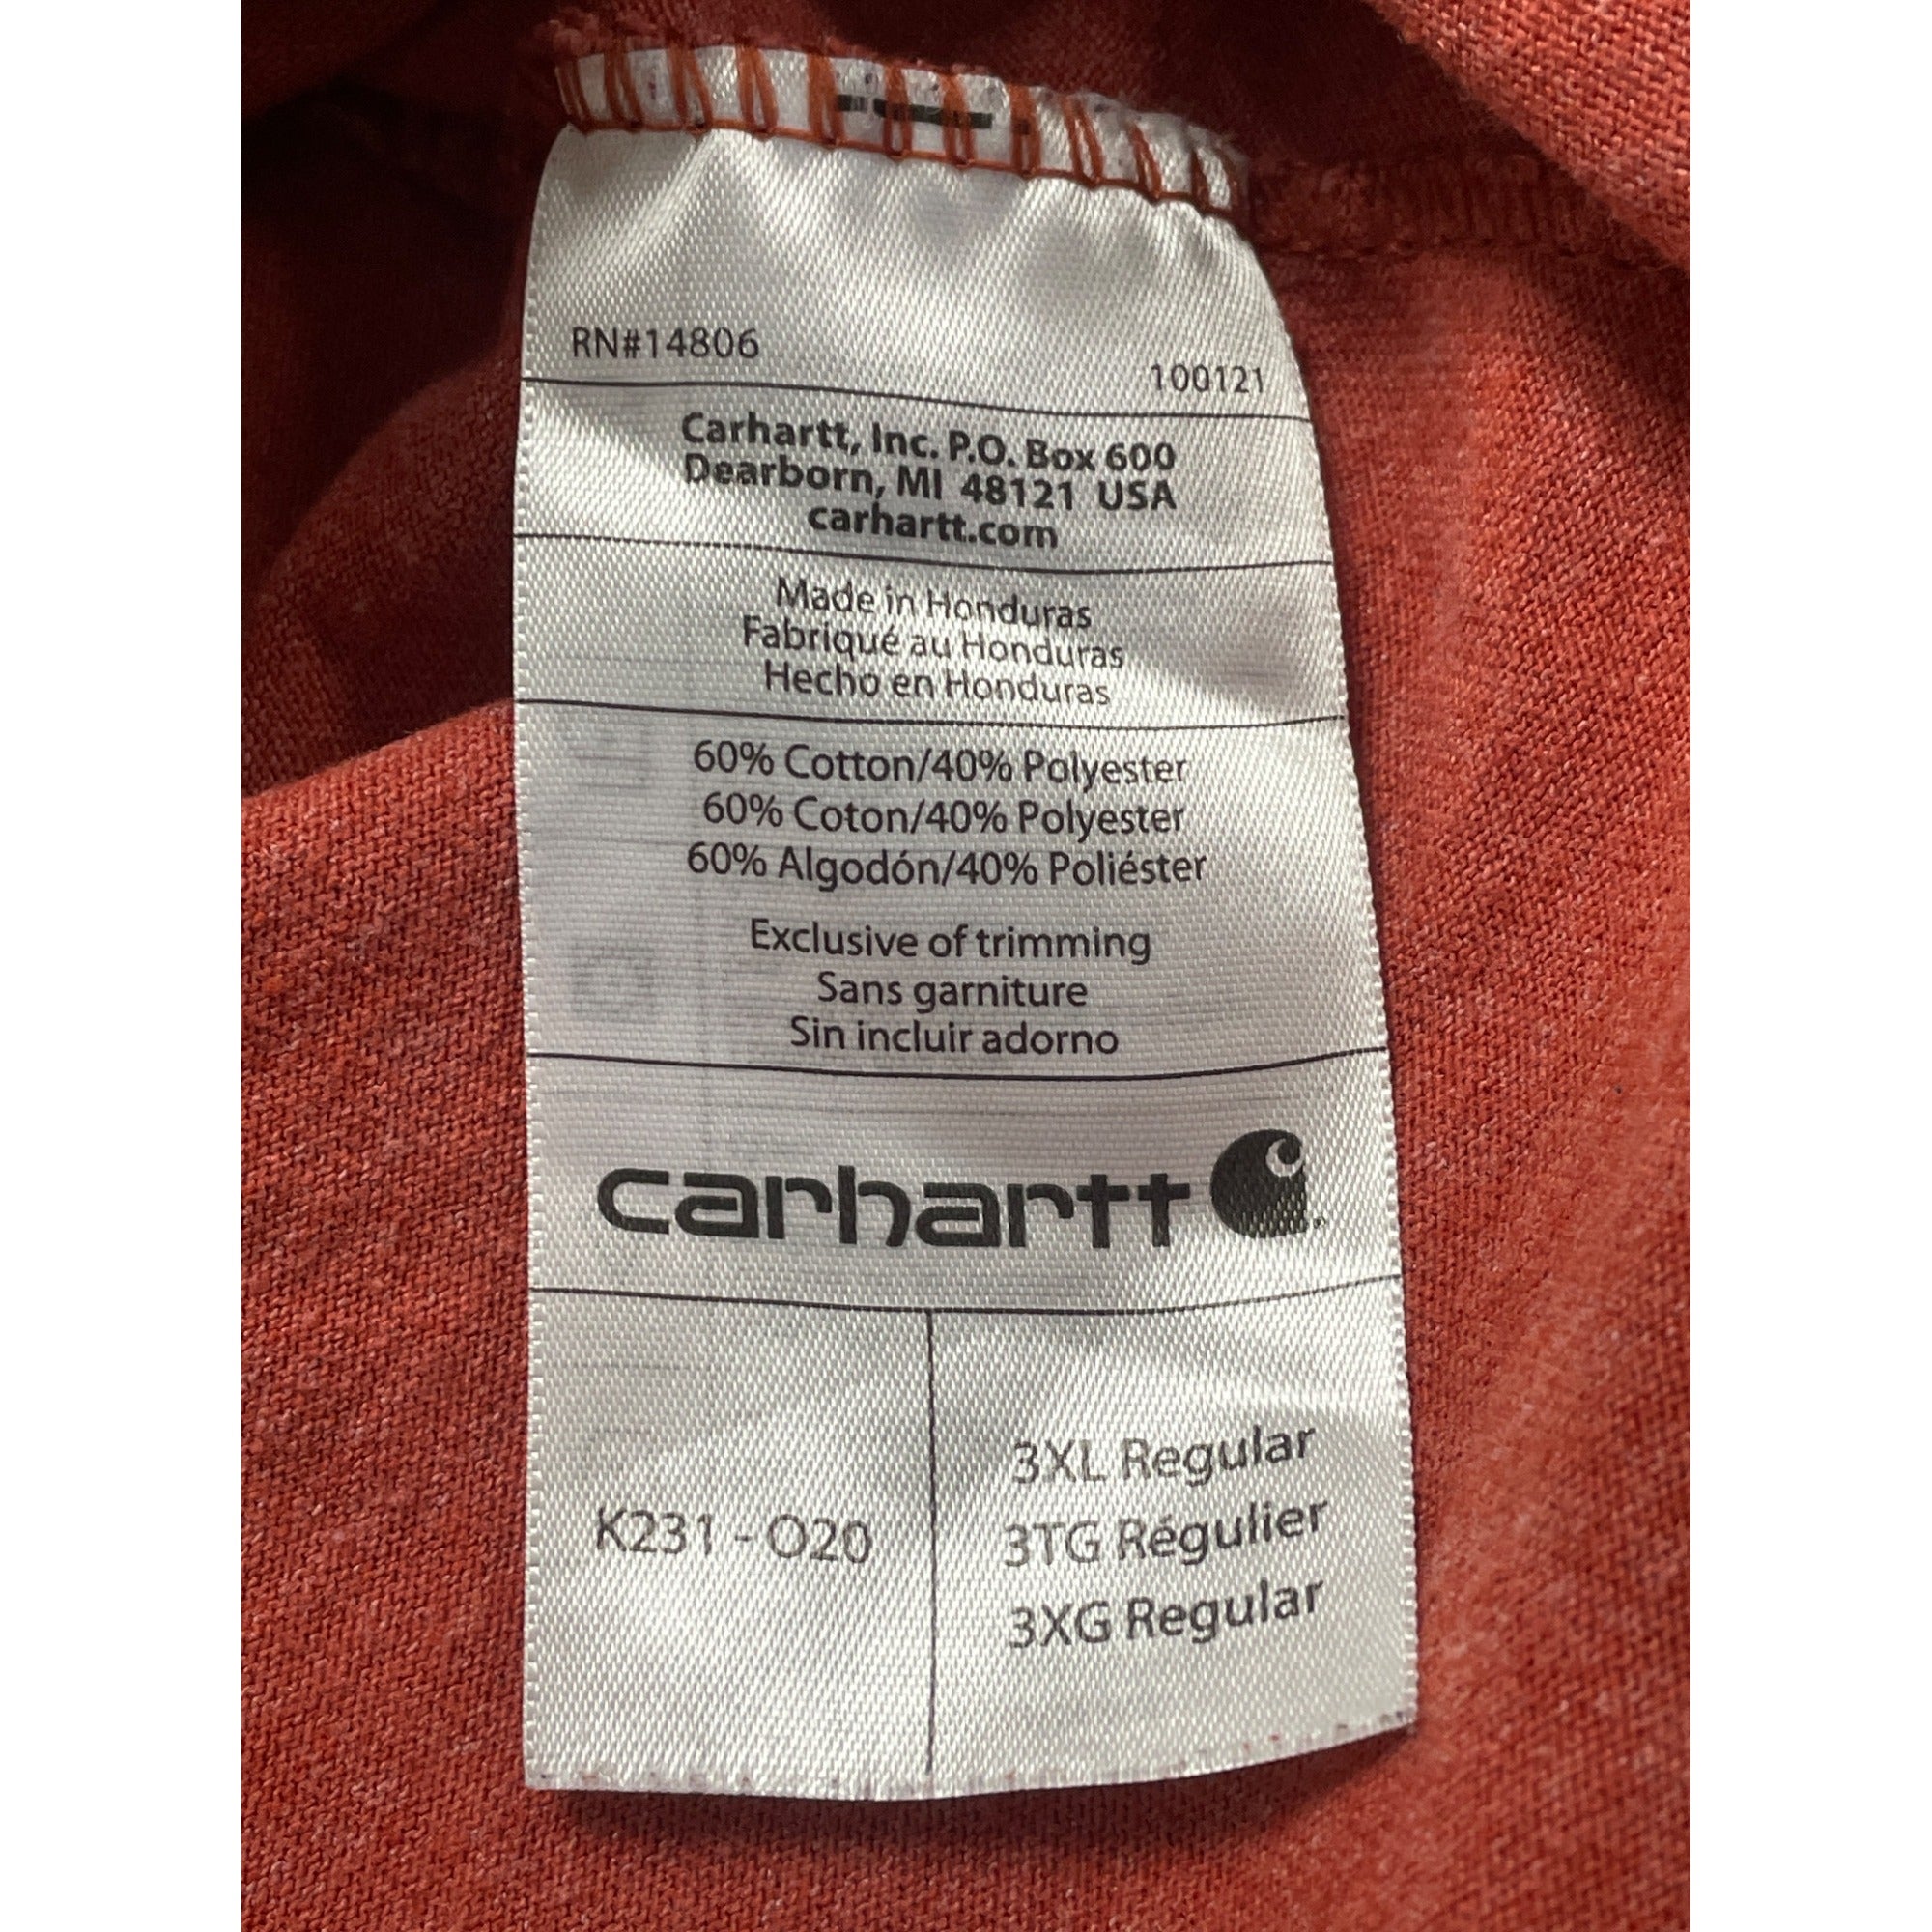 RN#14806
100121
Carhartt, Inc. P.O. Box 600
Dearborn, MI 48121 USA
carhartt.com
Made in Honduras
Fabriqué au Honduras
Hecho en Honduras
60% Cotton/40% Polyester
60% Coton/40% Polyester
60% Algodón/40% Poliéster
Exclusive of trimming
Sans garniture
Sin incluir adorno
carhartt
K231 - O20
3XL Regular
3TG Régulier
3XG Regular